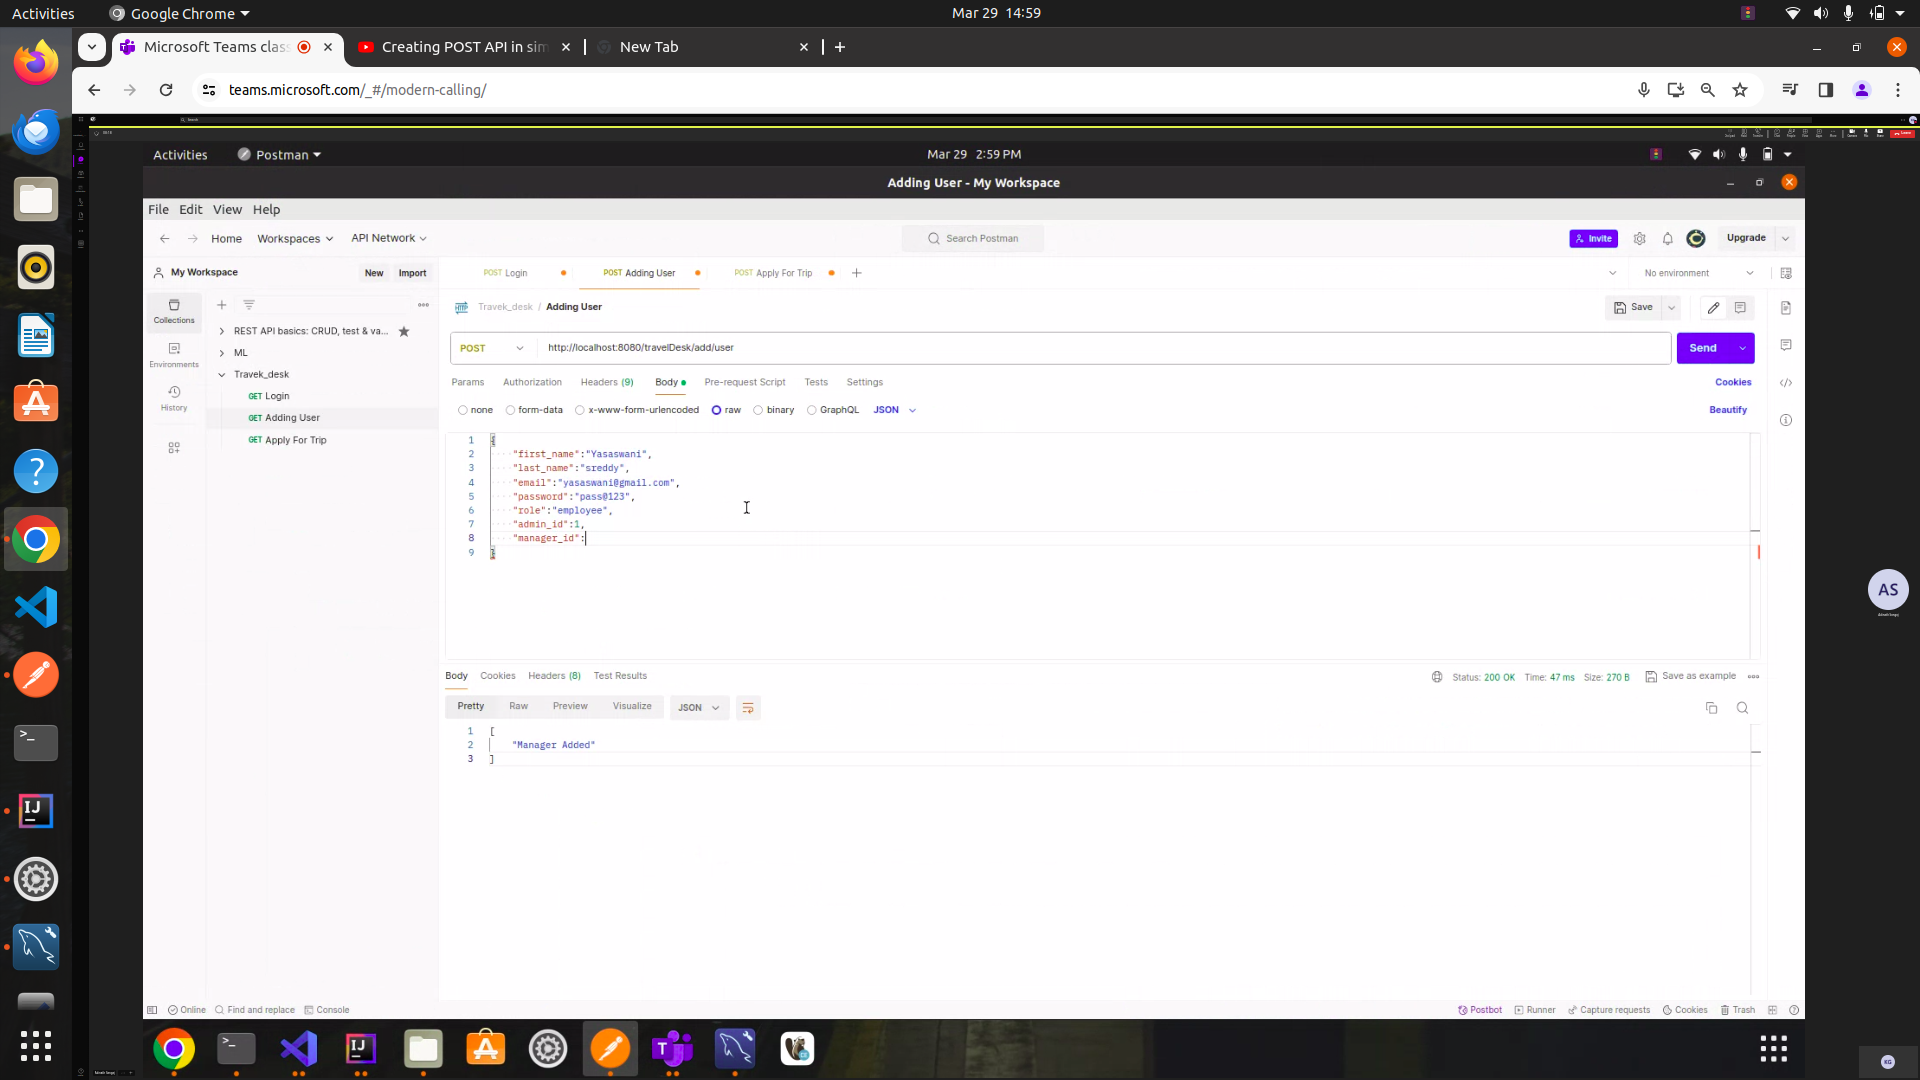 Activities
Google Chrome
Mar 29 14:59
Microsoft Teams clas
Creating POST API in sim
New Tab
teams.microsoft.com/_#/modern-calling/
Activities
Postman
Mar 29 2:59 PM
Adding User - My Workspace
File Edit View Help
Home Workspaces API Network
Search Postman
Invite
Upgrade
My Workspace
New Import
POST Login
POST Adding User
POST Apply For Trip
No environment
Collections
Environments
History
REST API basics: CRUD, test & va...
ML
Travek_desk
GET Login
GET Adding User
GET Apply For Trip
Travek_desk / Adding User
Save
POST
http://localhost:8080/travelDesk/add/user
Send
Params Authorization Headers (9) Body Pre-request Script Tests Settings
Cookies
none form-data x-www-form-urlencoded raw binary GraphQL JSON
Beautify
1 {
2 "first_name":"Yasaswani",
3 "last_name":"sreddy",
4 "email":"yasaswani@gmail.com",
5 "password":"pass@123",
6 "role":"employee",
7 "admin_id":1,
8 "manager_id":
9 }
AS
Body Cookies Headers (8) Test Results
Status: 200 OK Time: 47 ms Size: 270 B
Save as example
Pretty Raw Preview Visualize JSON
1 [
2 "Manager Added"
3 ]
Online Find and replace Console
Postbot Runner Capture requests Cookies Trash
KG